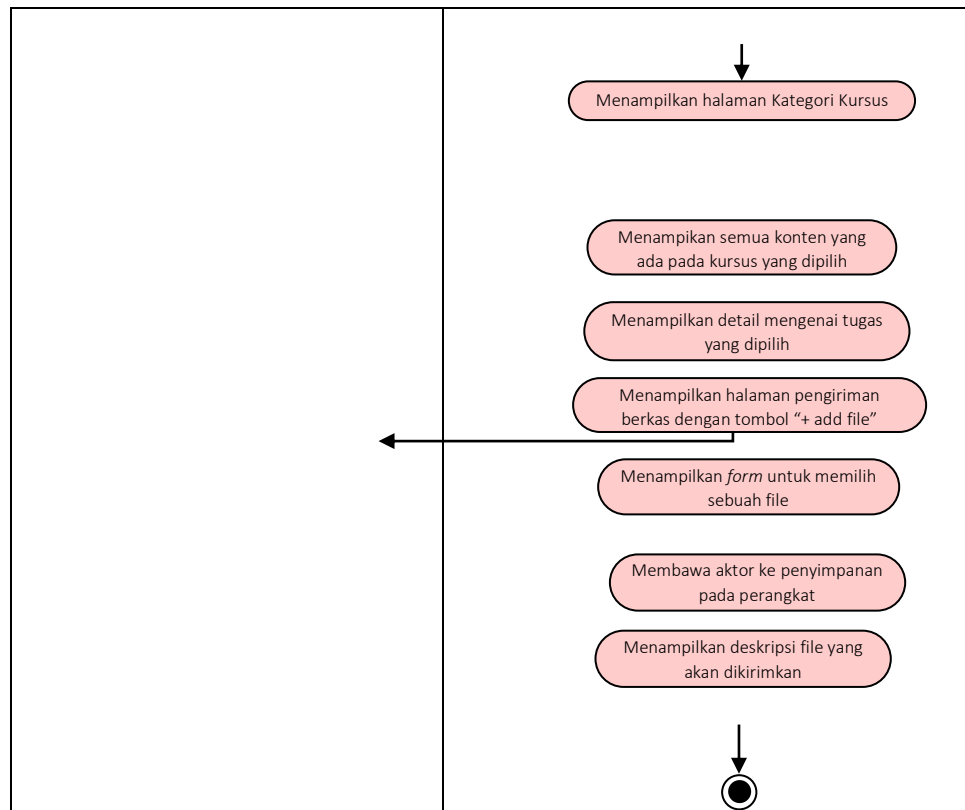 Menampilkan halaman Kategori Kursus
Menampikan semua konten yang
ada pada kursus yang dipilih
Menampilkan detail mengenai tugas
yang dipilih
Menampilkan halaman pengiriman
berkas dengan tombol “+ add file”
Menampilkan form untuk memilih
sebuah file
Membawa aktor ke penyimpanan
pada perangkat
Menampilkan deskripsi file yang
akan dikirimkan